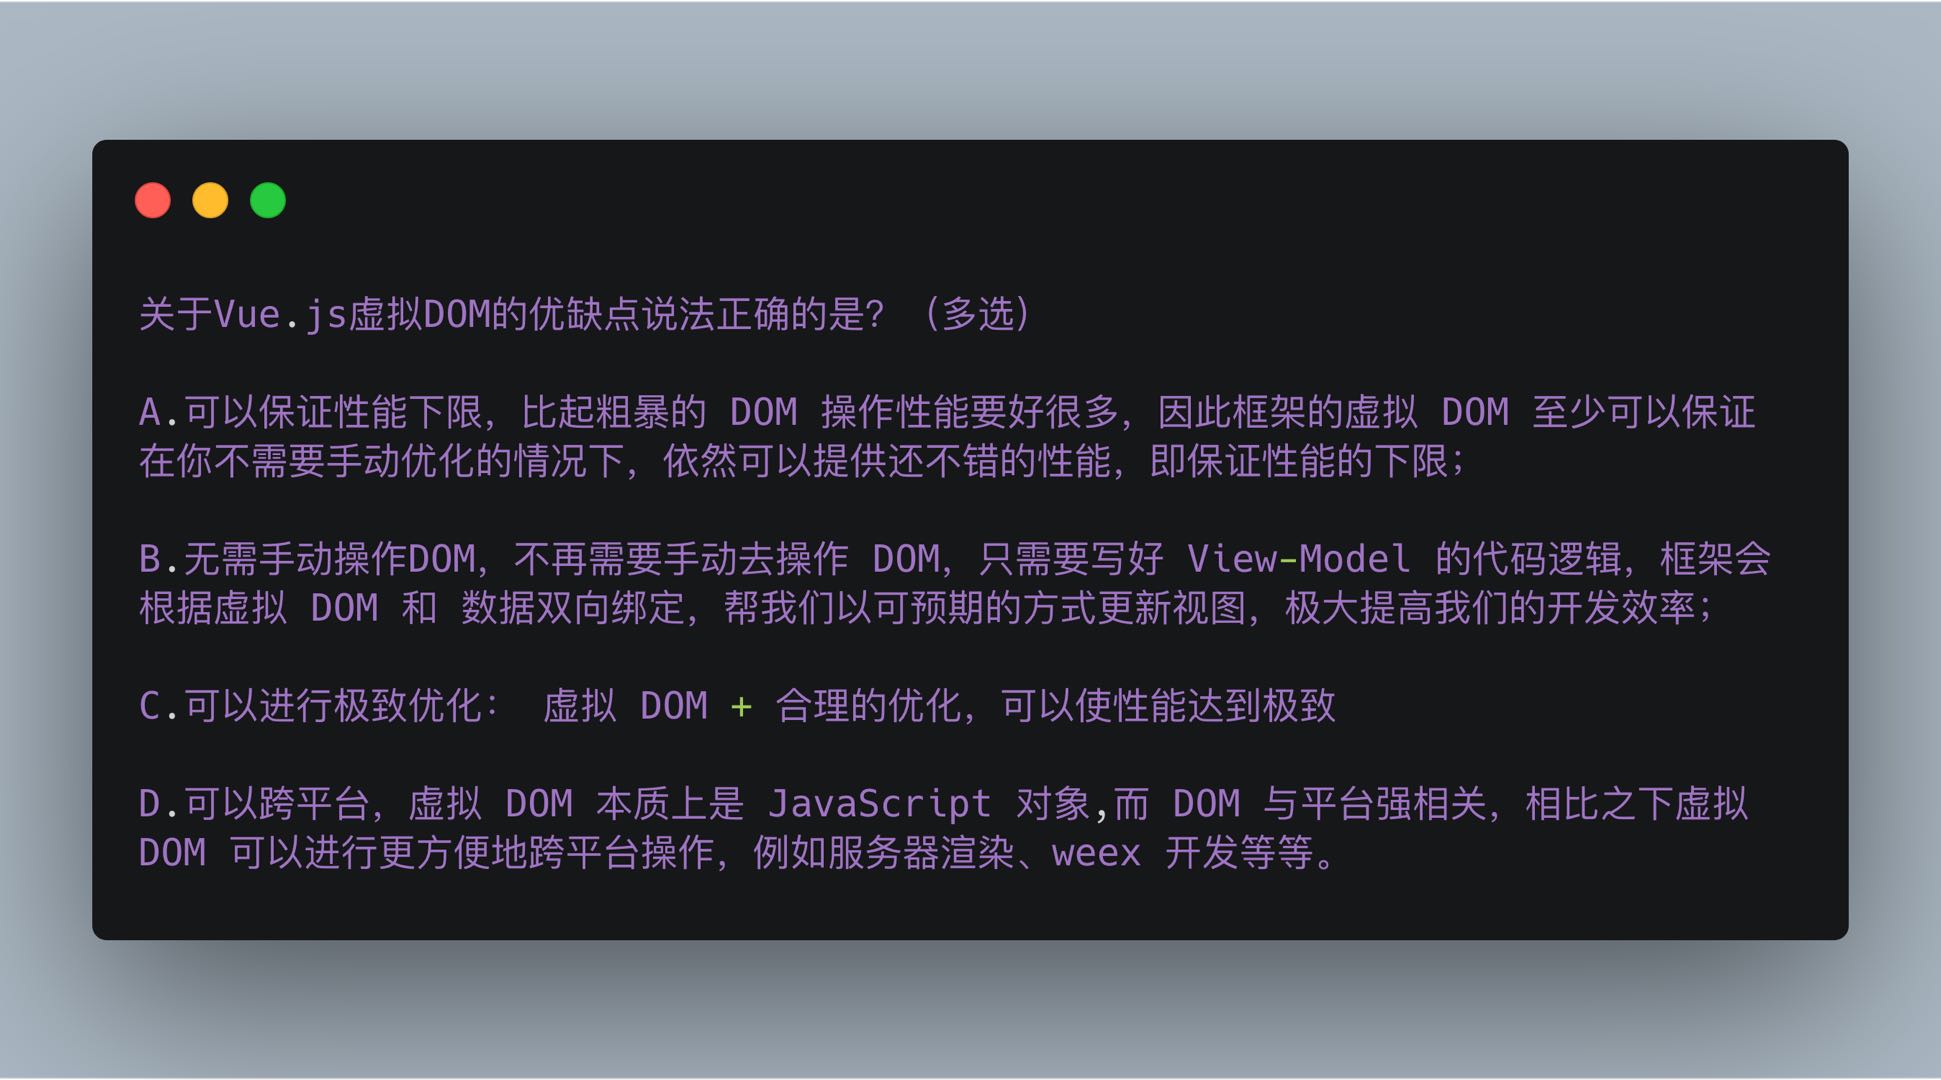 关于Vue.js虚拟DOM的优缺点说法正确的是？（多选）
A.可以保证性能下限，比起粗暴的 DOM 操作性能要好很多，因此框架的虚拟 DOM 至少可以保证
在你不需要手动优化的情况下，依然可以提供还不错的性能，即保证性能的下限；
B.无需手动操作DOM，不再需要手动去操作 DOM，只需要写好 View-Model 的代码逻辑，框架会
根据虚拟 DOM 和 数据双向绑定，帮我们以可预期的方式更新视图，极大提高我们的开发效率；
C.可以进行极致优化： 虚拟 DOM + 合理的优化，可以使性能达到极致
D.可以跨平台，虚拟 DOM 本质上是 JavaScript 对象,而 DOM 与平台强相关，相比之下虚拟
DOM 可以进行更方便地跨平台操作，例如服务器渲染、weex 开发等等。